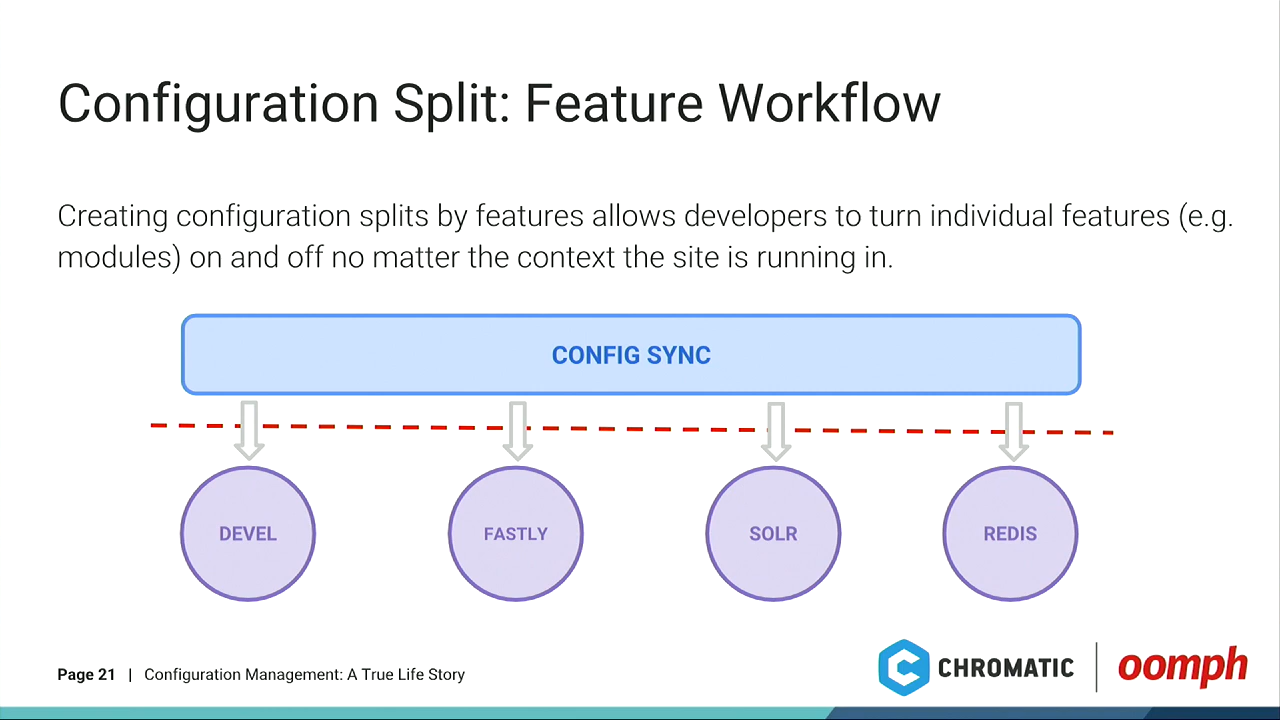 Configuration Split: Feature Workflow
Creating configuration splits by features allows developers to turn individual features (e.g.
modules) on and off no matter the context the site is running in.
CONFIG SYNC
DEVEL
FASTLY
SOLR
REDIS
Page 21 | Configuration Management: A True Life Story
CHROMATIC
oomph